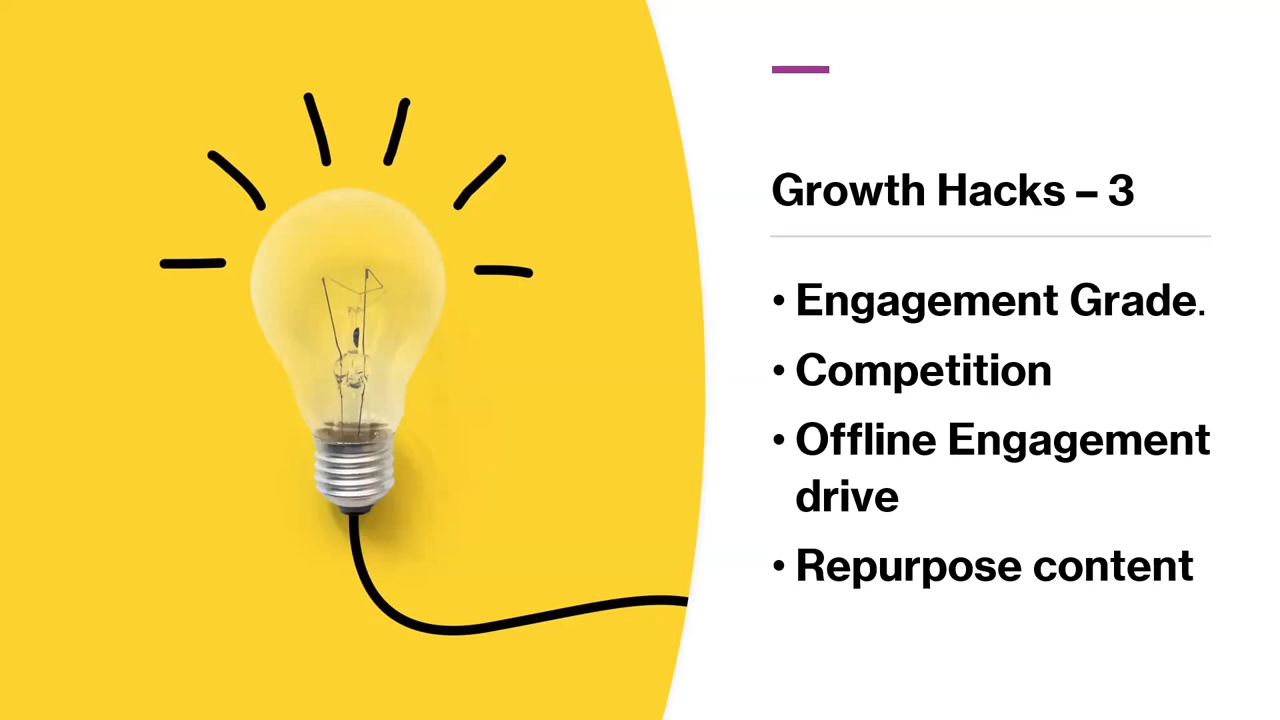 Growth Hacks – 3
• Engagement Grade.
• Competition
• Offline Engagement
drive
• Repurpose content